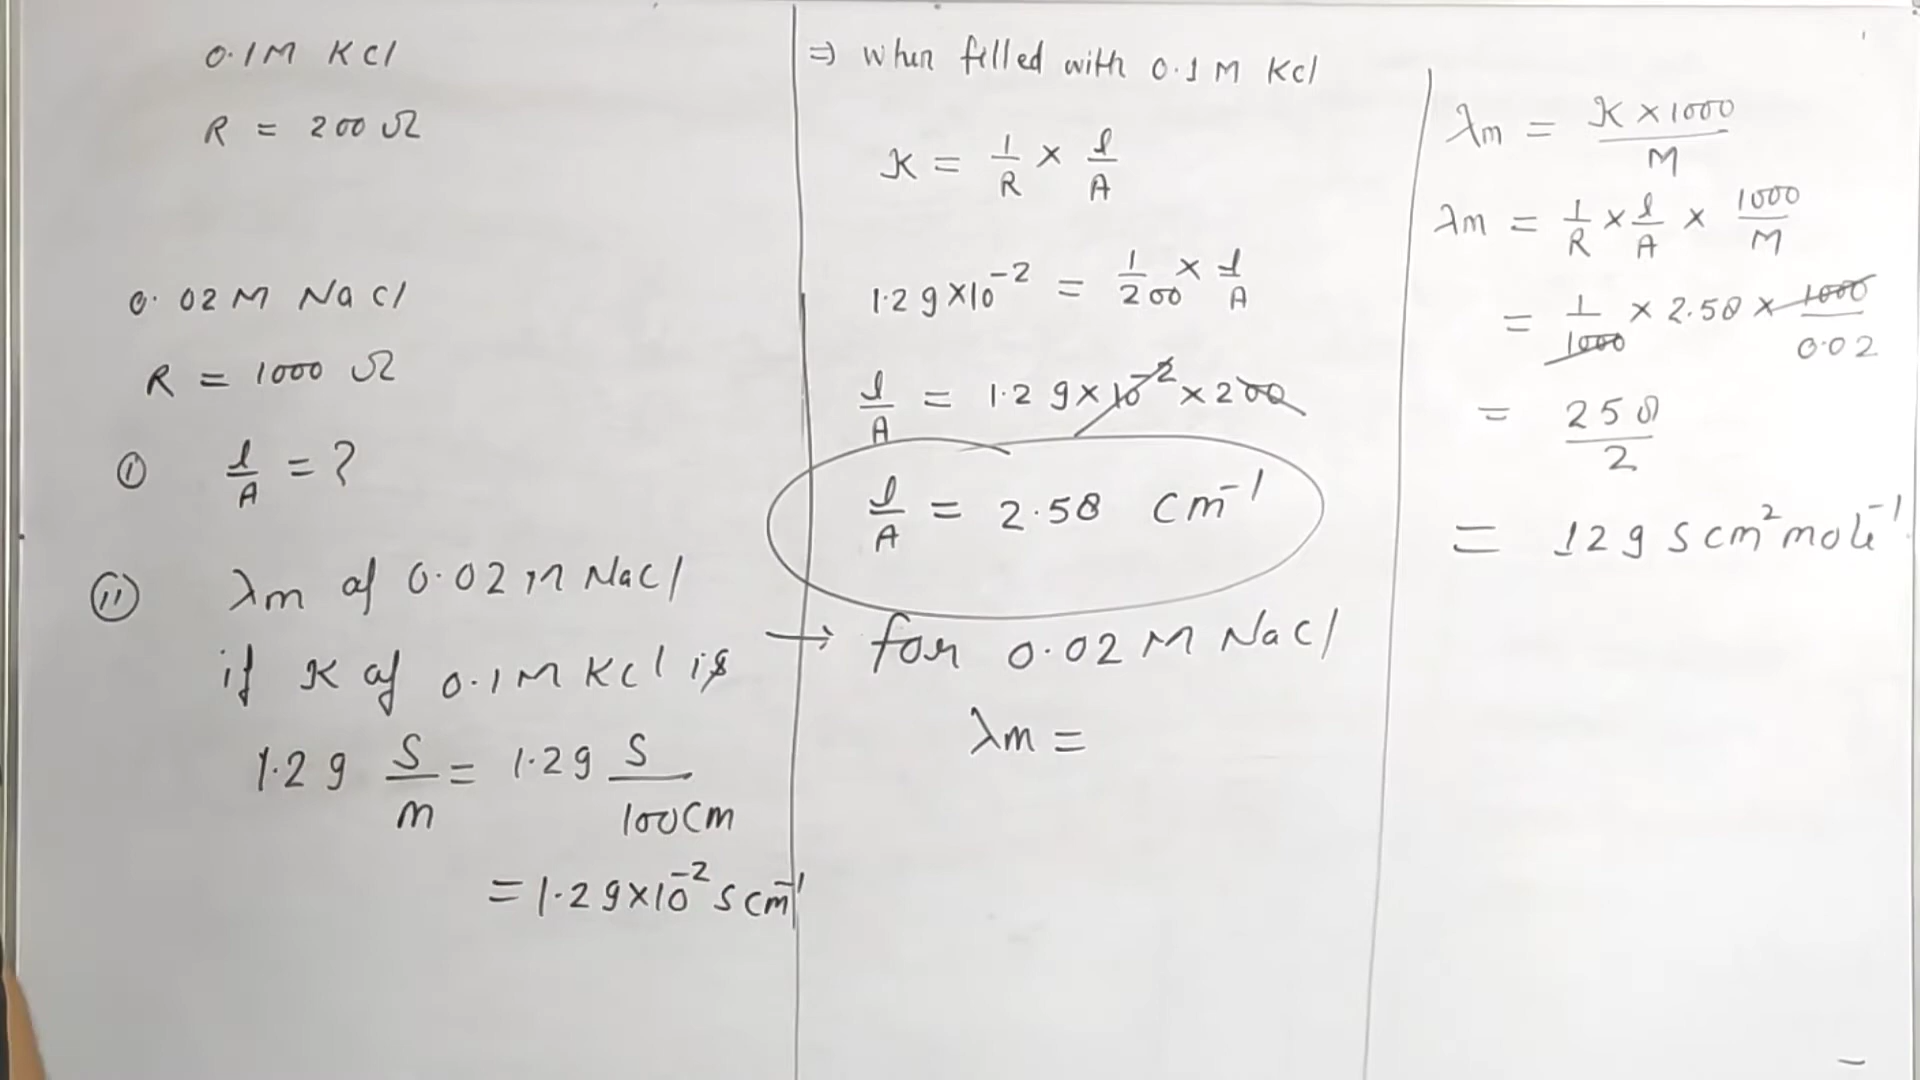 0.1M KCl
R = 200 Ω
0.02M NaCl
R = 1000 Ω
(i) l/A = ?
(ii) λm of 0.02 M NaCl
if K of 0.1M KCl is
1.29 S/m = 1.29 S/100cm
= 1.29×10⁻² S cm⁻¹
⇒ when filled with 0.1 M KCl
K = 1/R × l/A
1.29×10⁻² = 1/200 × l/A
l/A = 1.29×10⁻²×200
l/A = 2.58 cm⁻¹
→ for 0.02 M NaCl
λm =
λm = K×1000/M
λm = 1/R × l/A × 1000/M
= 1/1000 × 2.58 × 1000/0.02
= 258/2
= 129 S cm² mole⁻¹